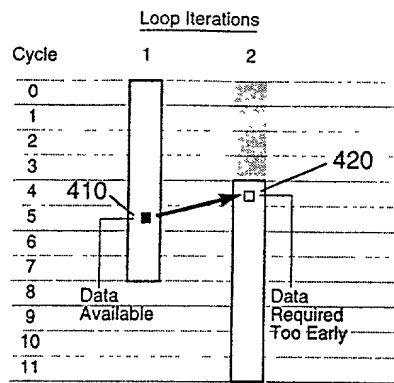 Loop Iterations
Cycle 1 2
0
1
2
3
420
4
410
5
6
7
8
Data
Available
Data
Required
Too Early
9
10
11